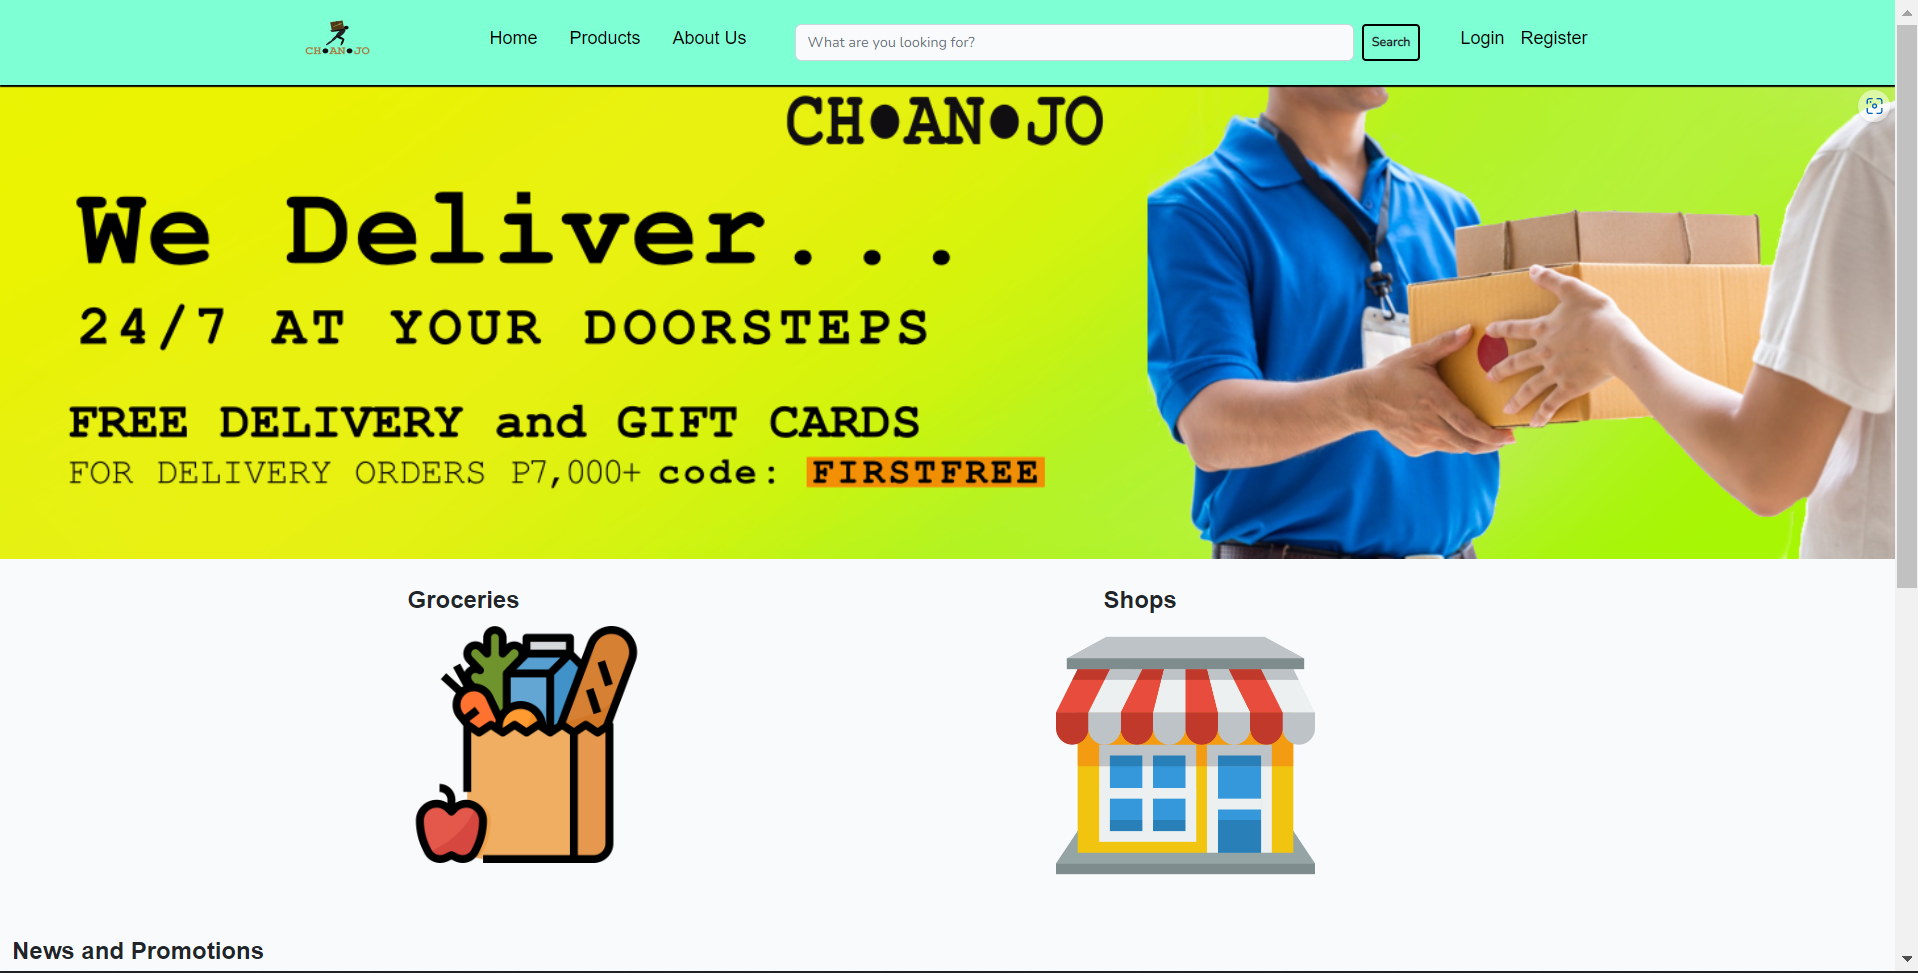 CH●AN●JO
Home Products About Us
What are you looking for?
Search
Login Register
CH●AN●JO
We Deliver...
24/7 AT YOUR DOORSTEPS
FREE DELIVERY and GIFT CARDS
FOR DELIVERY ORDERS P7,000+ code: FIRSTFREE
Groceries
Shops
News and Promotions